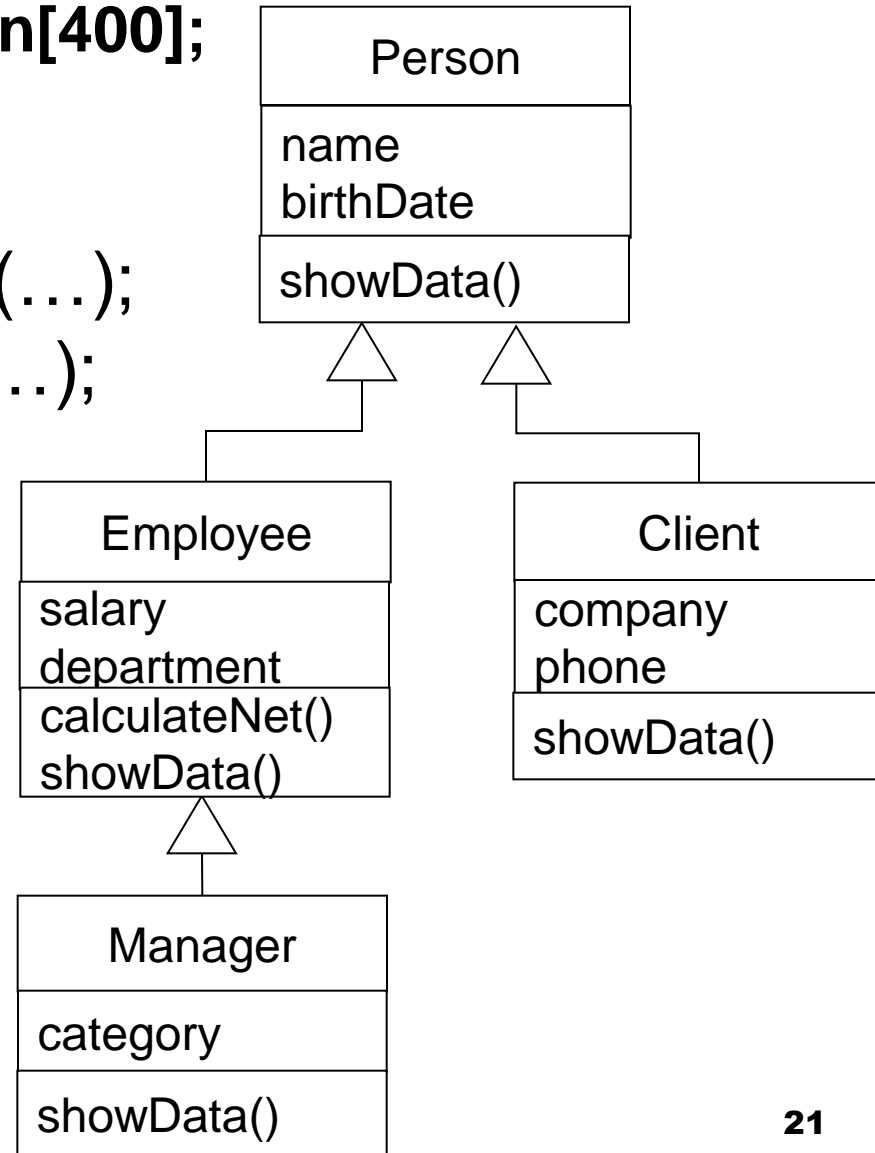 n[400];
(…);
…);
Person
name
birthDate
showData()
Employee
salary
department
calculateNet()
showData()
Client
company
phone
showData()
Manager
category
showData()
21